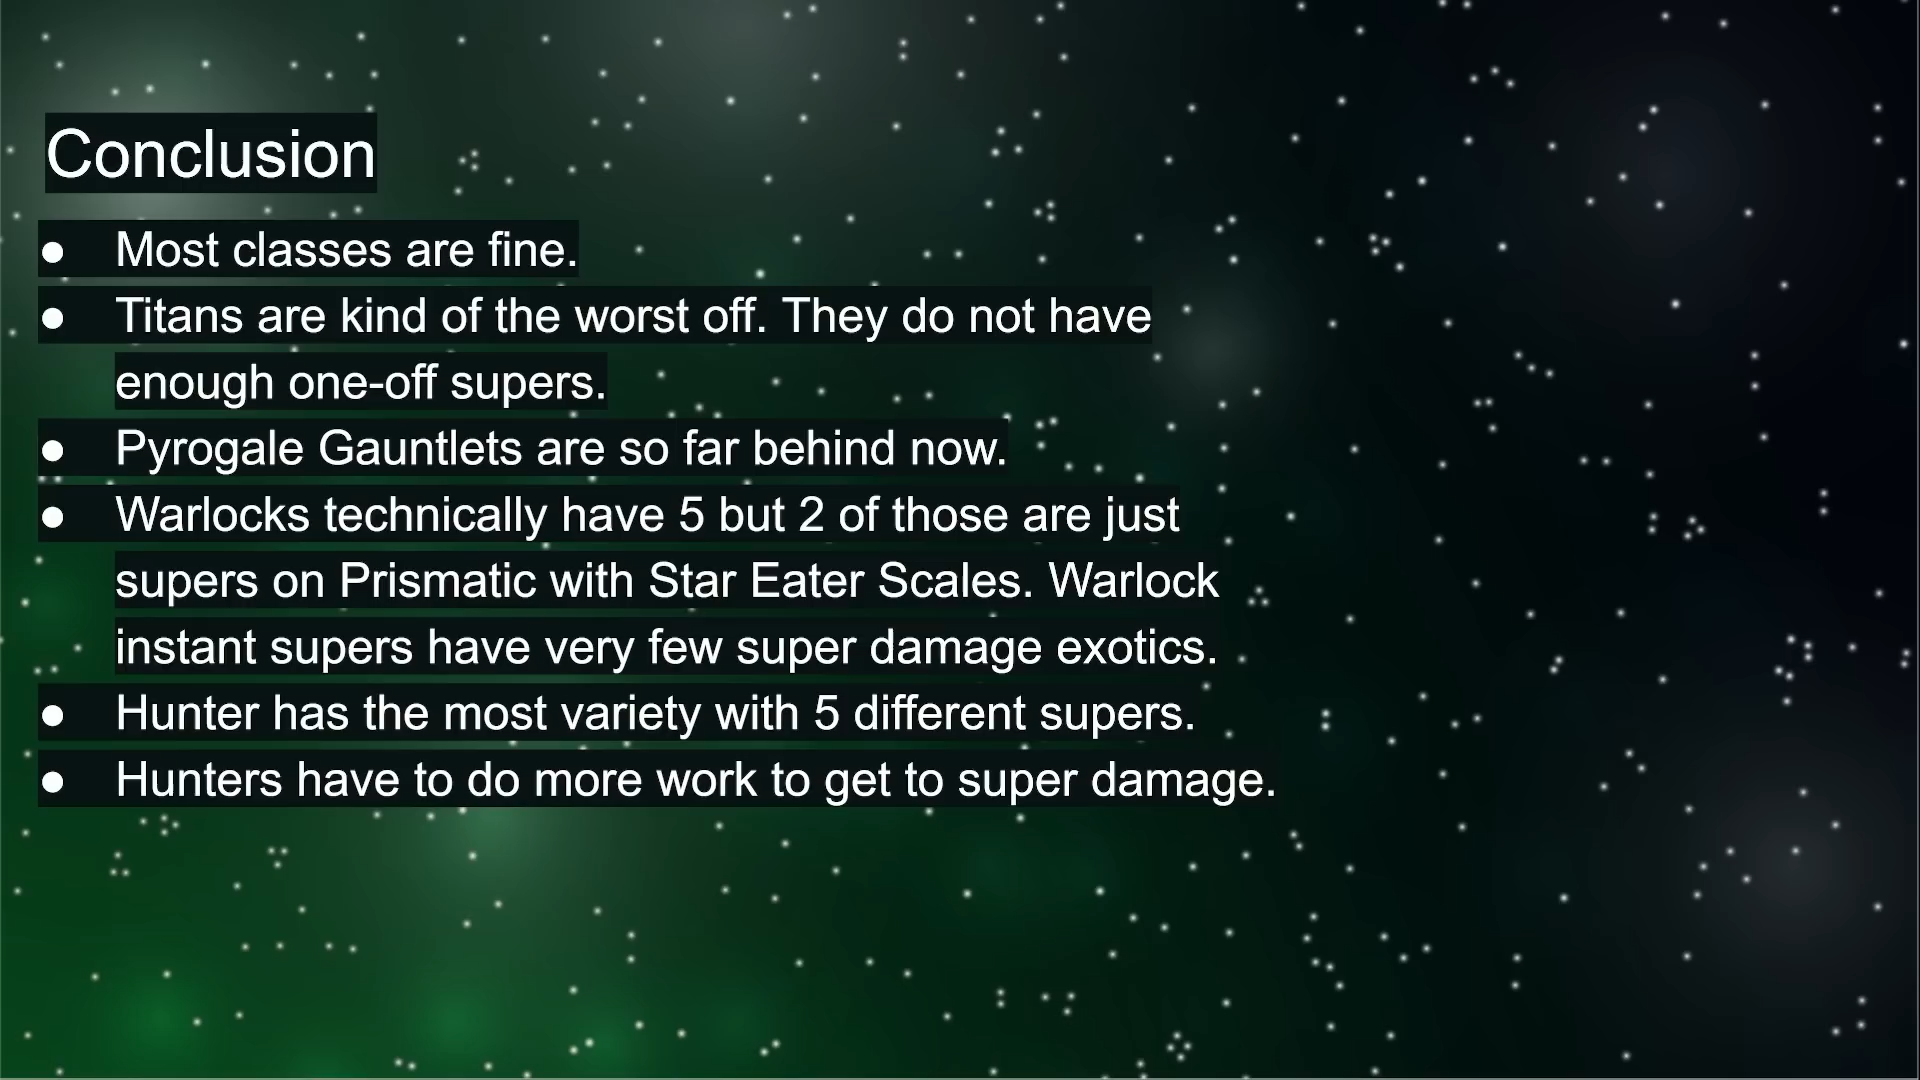 Conclusion
● Most classes are fine.
● Titans are kind of the worst off. They do not have
enough one-off supers.
● Pyrogale Gauntlets are so far behind now.
● Warlocks technically have 5 but 2 of those are just
supers on Prismatic with Star Eater Scales. Warlock
instant supers have very few super damage exotics.
● Hunter has the most variety with 5 different supers.
● Hunters have to do more work to get to super damage.